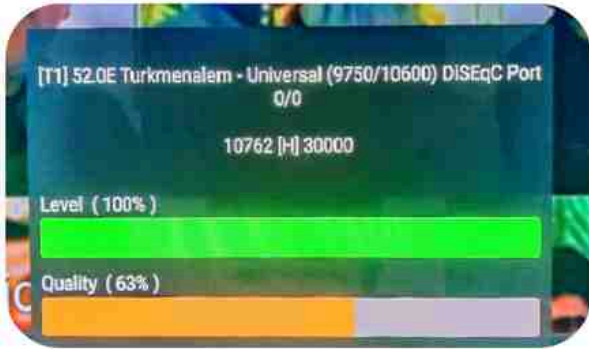 [T1] 52.0E Turkmenalem - Universal (9750/10600) DiSEqC Port
0/0
10762 [H] 30000
Level ( 100% )
Quality ( 63% )